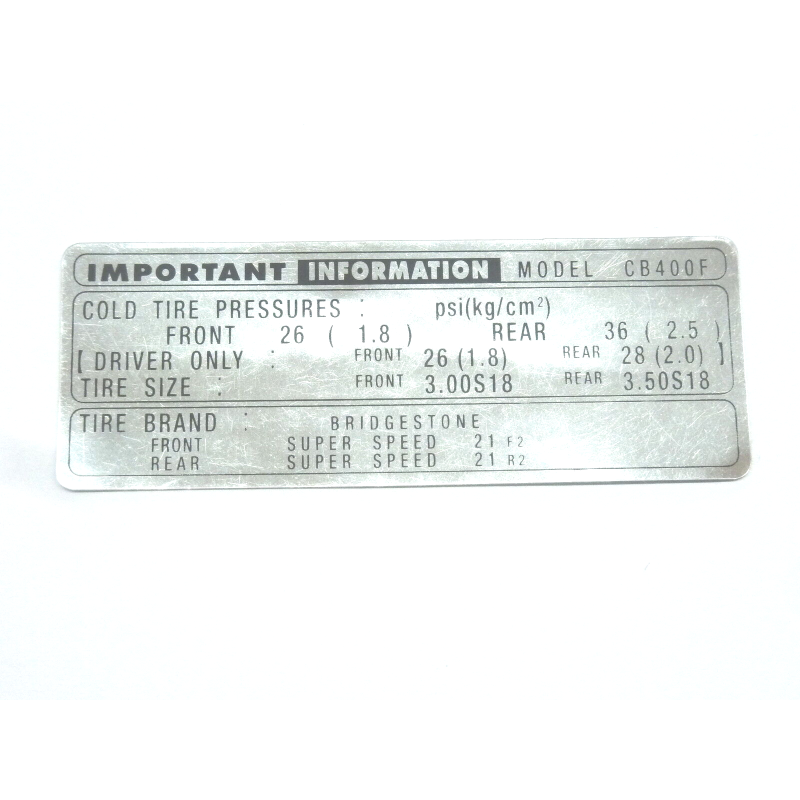 IMPORTANT INFORMATION MODEL CB400F
COLD TIRE PRESSURES : psi(kg/cm²)
FRONT 26 ( 1.8 ) REAR 36 ( 2.5 )
[ DRIVER ONLY : FRONT 26 (1.8) REAR 28 (2.0) ]
TIRE SIZE : FRONT 3.00S18 REAR 3.50S18
TIRE BRAND : BRIDGESTONE
FRONT SUPER SPEED 21 F2
REAR SUPER SPEED 21 R2